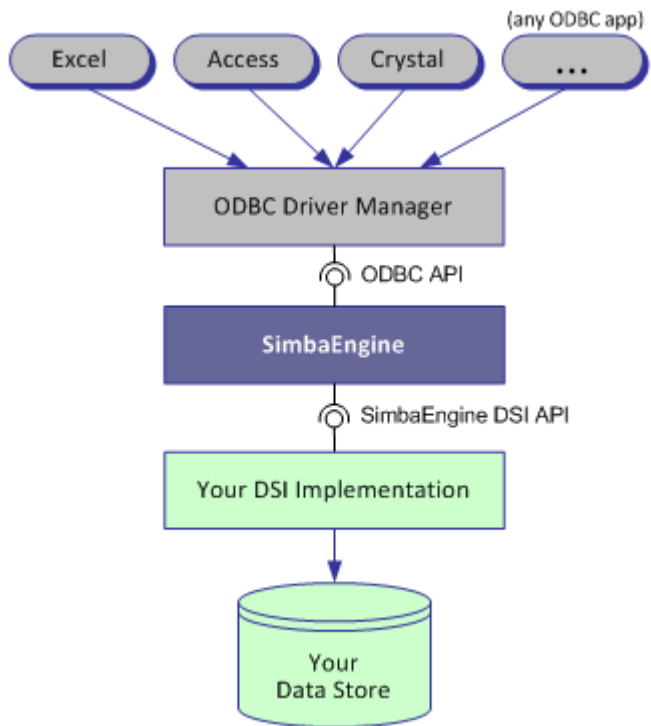 (any ODBC app)
Excel
Access
Crystal
...
ODBC Driver Manager
ODBC API
SimbaEngine
SimbaEngine DSI API
Your DSI Implementation
Your
Data Store